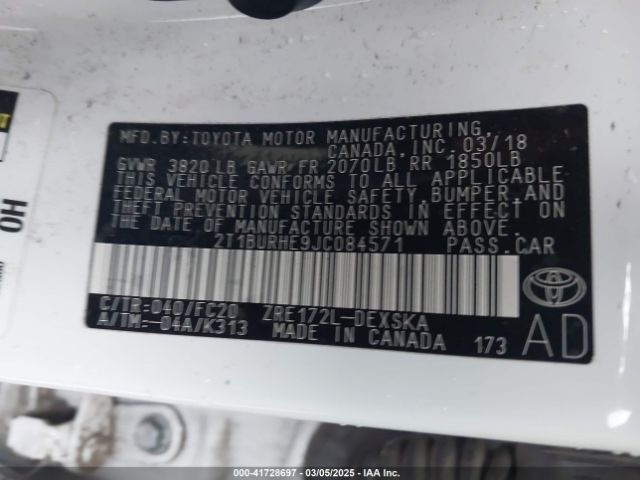 MFD. BY: TOYOTA MOTOR MANUFACTURING,
CANADA, INC. 03/18
GVWR 3820 LB GAWR FR 2070LB RR 1850LB
THIS VEHICLE CONFORMS TO ALL APPLICABLE
FEDERAL MOTOR VEHICLE SAFETY, BUMPER AND
THEFT PREVENTION STANDARDS IN EFFECT ON
THE DATE OF MANUFACTURE SHOWN ABOVE.
2T1BURHE9JC084571 PASS. CAR
C/TR-040/FC20 ZRE172L-DEXSKA
A/TM-04A/K313 MADE IN CANADA 173
AD
HO
000-41728697 — 03/05/2025 - IAA Inc.